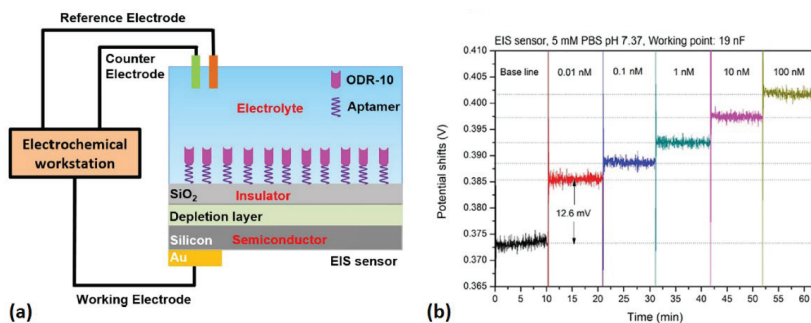 Reference Electrode
Counter
Electrode
ODR-10
Aptamer
Electrolyte
Electrochemical
workstation
SiO2
Insulator
Depletion layer
Silicon
Semiconductor
Au
EIS sensor
Working Electrode
(a)
EIS sensor, 5 mM PBS pH 7.37, Working point: 19 nF
Base line
0.01 nM
0.1 nM
1 nM
10 nM
100 nM
12.6 mV
Potential shifts (V)
0.410
0.405
0.400
0.395
0.390
0.385
0.380
0.375
0.370
0.365
0
5
10
15
20
25
30
35
40
45
50
55
60
Time (min)
(b)